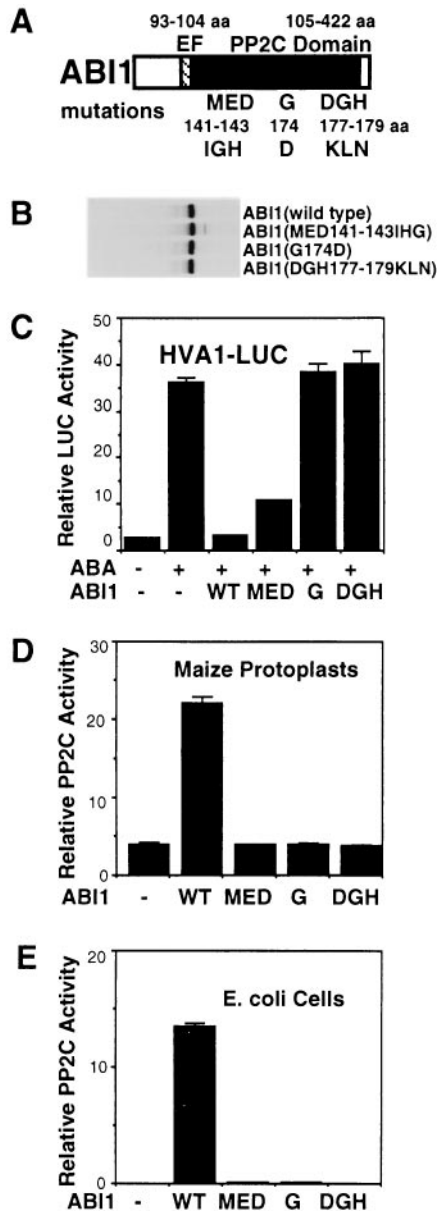 A
93-104 aa 105-422 aa
EF PP2C Domain
ABI1
mutations MED G DGH
141-143 174 177-179 aa
IGH D KLN
B
ABI1(wild type)
ABI1(MED141-143IHG)
ABI1(G174D)
ABI1(DGH177-179KLN)
C
HVA1-LUC
Relative LUC Activity
50
40
30
20
10
0
ABA - + + + + +
ABI1 - - WT MED G DGH
D
Maize Protoplasts
Relative PP2C Activity
30
20
10
0
ABI1 - WT MED G DGH
E
E. coli Cells
Relative PP2C Activity
20
10
0
ABI1 - WT MED G DGH